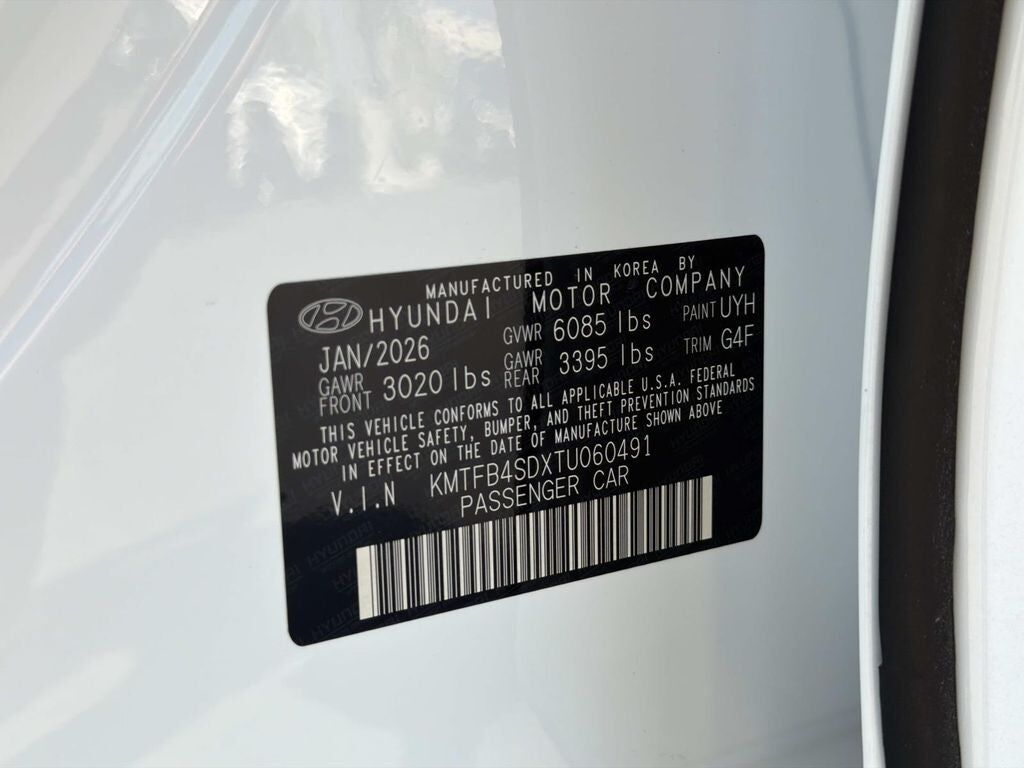 MANUFACTURED IN KOREA BY
HYUNDAI MOTOR COMPANY
JAN/2026 GVWR 6085 lbs PAINT UYH
GAWR FRONT 3020 lbs GAWR REAR 3395 lbs TRIM G4F
THIS VEHICLE CONFORMS TO ALL APPLICABLE U.S.A. FEDERAL
MOTOR VEHICLE SAFETY, BUMPER, AND THEFT PREVENTION STANDARDS
IN EFFECT ON THE DATE OF MANUFACTURE SHOWN ABOVE
V.I.N KMTFB4SDXTU060491
PASSENGER CAR